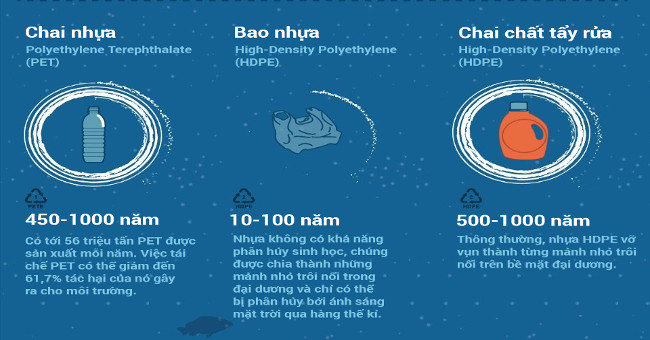 Chai nhựa
Polyethylene Terephthalate
(PET)
PETE
450-1000 năm
Có tới 56 triệu tấn PET được
sản xuất mỗi năm. Việc tái
chế PET có thể giảm đến
61,7% tác hại của nó gây
ra cho môi trường.
Bao nhựa
High-Density Polyethylene
(HDPE)
HDPE
10-100 năm
Nhựa không có khả năng
phân hủy sinh học, chúng
được chia thành những
mảnh nhỏ trôi nổi trong
đại dương và chỉ có thể
bị phân hủy bởi ánh sáng
mặt trời qua hàng thế kỉ.
Chai chất tẩy rửa
High-Density Polyethylene
(HDPE)
HDPE
500-1000 năm
Thông thường, nhựa HDPE vỡ
vụn thành từng mảnh nhỏ trôi
nổi trên bề mặt đại dương.